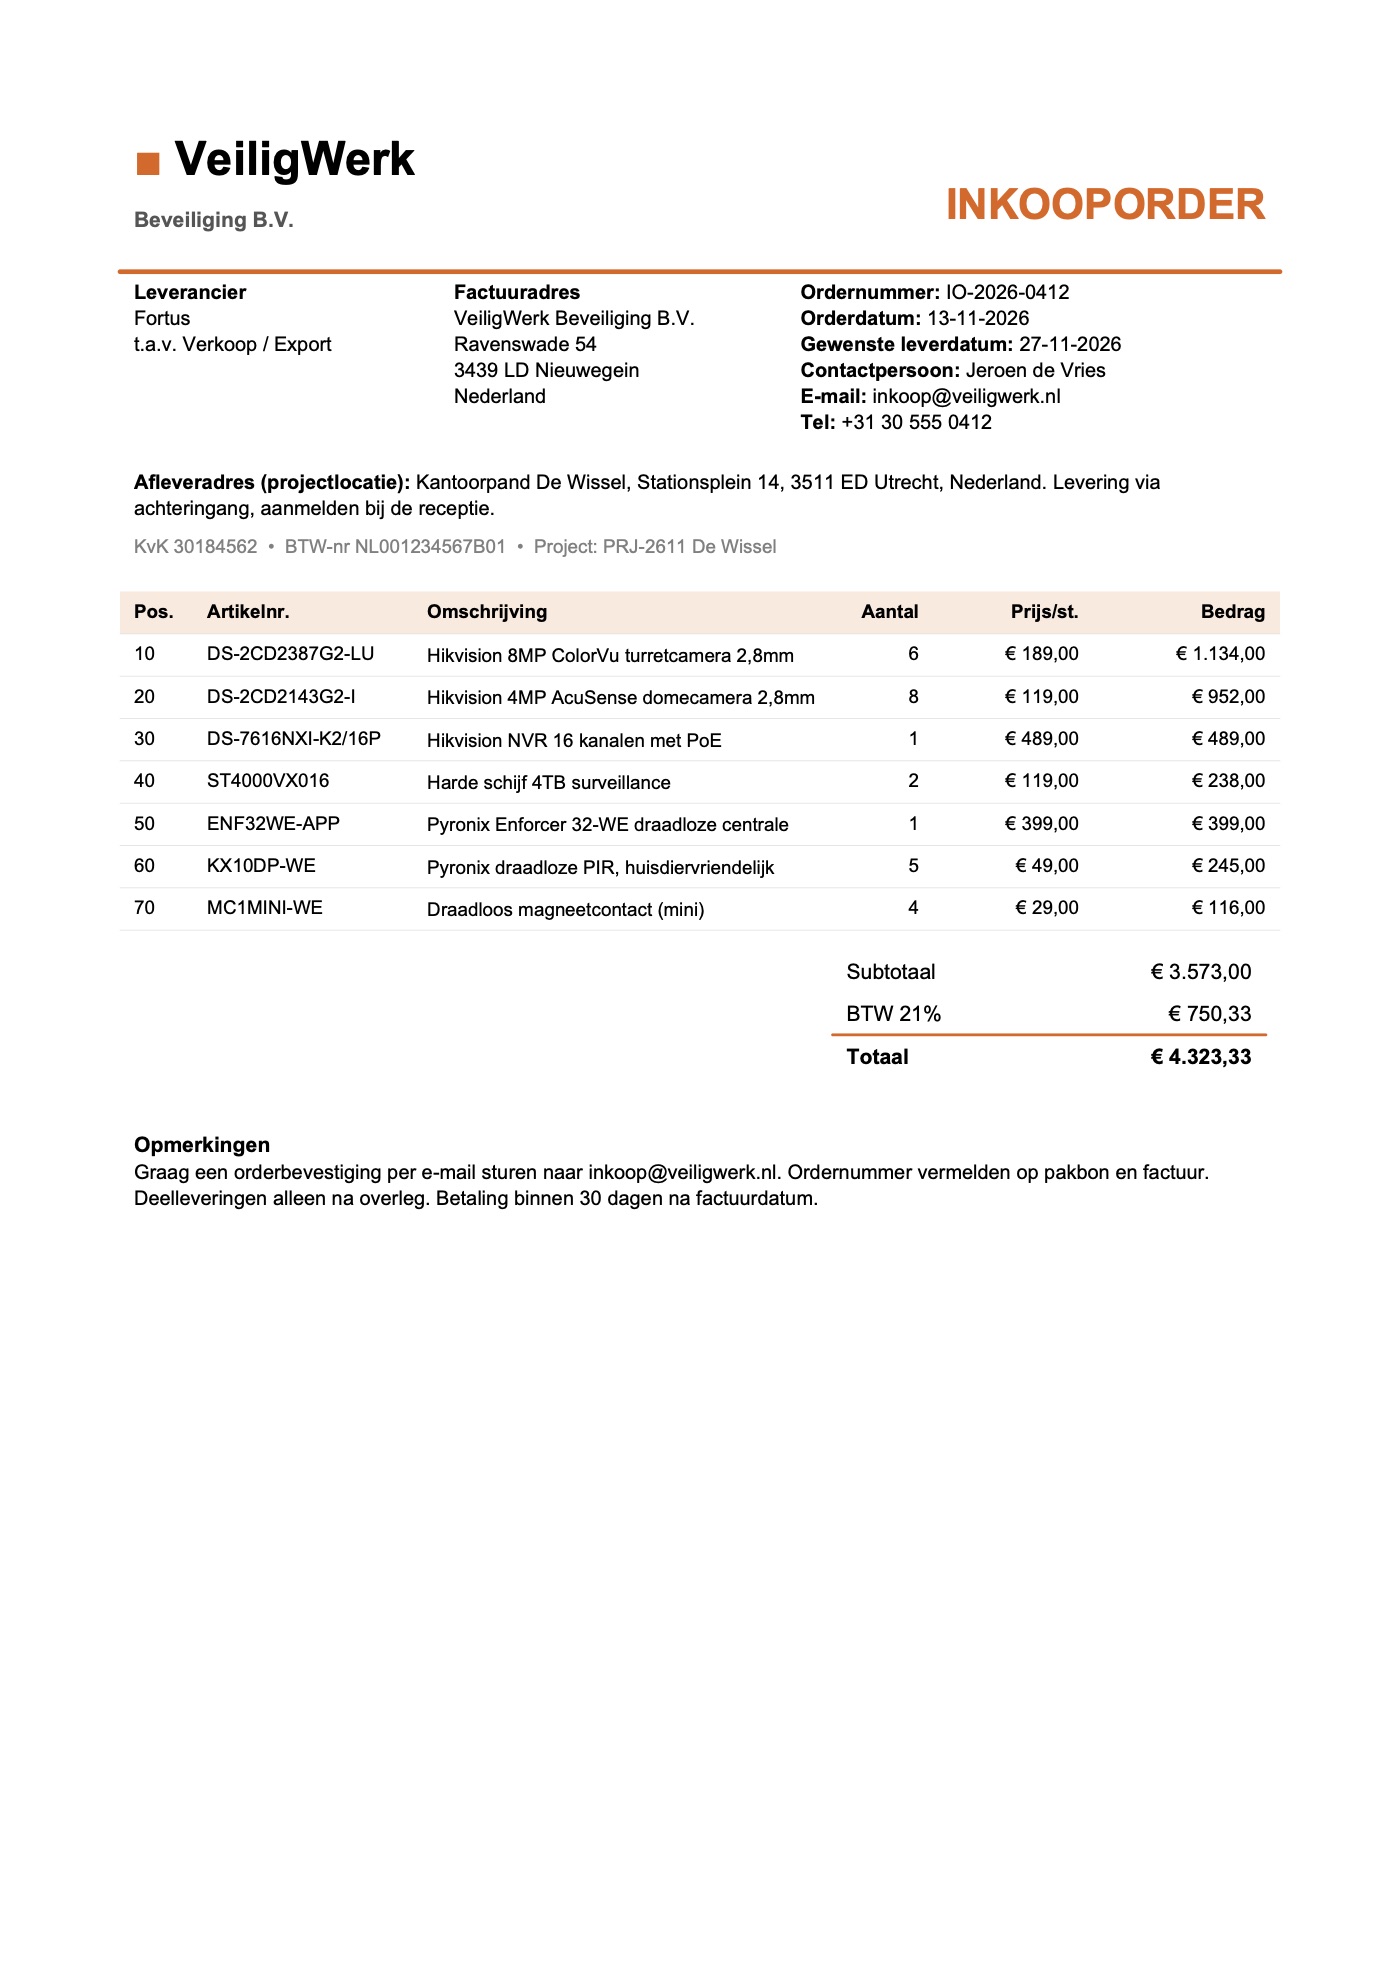 VeiligWerk
Beveiliging B.V.
INKOOPORDER
Leverancier
Fortus
t.a.v. Verkoop / Export
Factuuradres
VeiligWerk Beveiliging B.V.
Ravenswade 54
3439 LD Nieuwegein
Nederland
Ordernummer: IO-2026-0412
Orderdatum: 13-11-2026
Gewenste leverdatum: 27-11-2026
Contactpersoon: Jeroen de Vries
E-mail: inkoop@veiligwerk.nl
Tel: +31 30 555 0412
Afleveradres (projectlocatie): Kantoorpand De Wissel, Stationsplein 14, 3511 ED Utrecht, Nederland. Levering via
achteringang, aanmelden bij de receptie.
KvK 30184562 • BTW-nr NL001234567B01 • Project: PRJ-2611 De Wissel
Pos. Artikelnr. Omschrijving Aantal Prijs/st. Bedrag
10 DS-2CD2387G2-LU Hikvision 8MP ColorVu turretcamera 2,8mm 6 € 189,00 € 1.134,00
20 DS-2CD2143G2-I Hikvision 4MP AcuSense domecamera 2,8mm 8 € 119,00 € 952,00
30 DS-7616NXI-K2/16P Hikvision NVR 16 kanalen met PoE 1 € 489,00 € 489,00
40 ST4000VX016 Harde schijf 4TB surveillance 2 € 119,00 € 238,00
50 ENF32WE-APP Pyronix Enforcer 32-WE draadloze centrale 1 € 399,00 € 399,00
60 KX10DP-WE Pyronix draadloze PIR, huisdiervriendelijk 5 € 49,00 € 245,00
70 MC1MINI-WE Draadloos magneetcontact (mini) 4 € 29,00 € 116,00
Subtotaal € 3.573,00
BTW 21% € 750,33
Totaal € 4.323,33
Opmerkingen
Graag een orderbevestiging per e-mail sturen naar inkoop@veiligwerk.nl. Ordernummer vermelden op pakbon en factuur.
Deelleveringen alleen na overleg. Betaling binnen 30 dagen na factuurdatum.